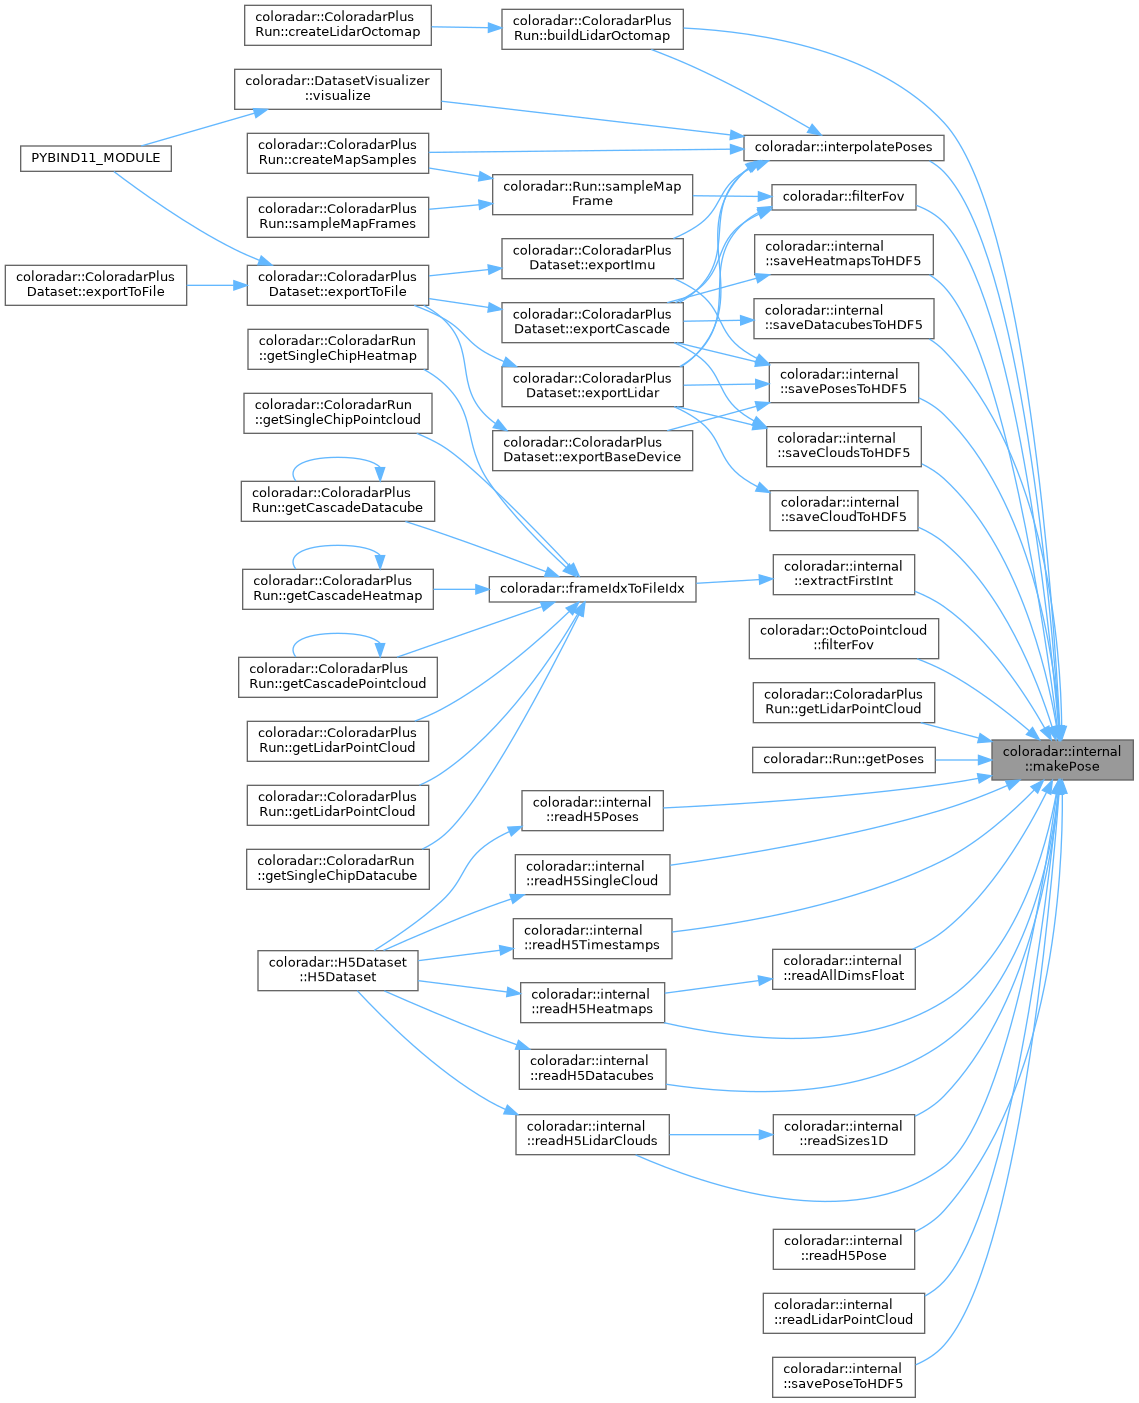 coloradar::ColoradarPlus
Run::createLidarOctomap
coloradar::ColoradarPlus
Run::buildLidarOctomap
coloradar::DatasetVisualizer
::visualize
PYBIND11_MODULE
coloradar::ColoradarPlus
Run::createMapSamples
coloradar::interpolatePoses
coloradar::Run::sampleMap
Frame
coloradar::filterFov
coloradar::ColoradarPlus
Run::sampleMapFrames
coloradar::ColoradarPlus
Dataset::exportImu
coloradar::internal
::saveHeatmapsToHDF5
coloradar::ColoradarPlus
Dataset::exportToFile
coloradar::ColoradarPlus
Dataset::exportToFile
coloradar::ColoradarPlus
Dataset::exportCascade
coloradar::internal
::saveDatacubesToHDF5
coloradar::ColoradarRun
::getSingleChipHeatmap
coloradar::ColoradarPlus
Dataset::exportLidar
coloradar::internal
::savePosesToHDF5
coloradar::ColoradarRun
::getSingleChipPointcloud
coloradar::ColoradarPlus
Dataset::exportBaseDevice
coloradar::internal
::saveCloudsToHDF5
coloradar::ColoradarPlus
Run::getCascadeDatacube
coloradar::internal
::saveCloudToHDF5
coloradar::ColoradarPlus
Run::getCascadeHeatmap
coloradar::frameIdxToFileIdx
coloradar::internal
::extractFirstInt
coloradar::OctoPointcloud
::filterFov
coloradar::ColoradarPlus
Run::getCascadePointcloud
coloradar::ColoradarPlus
Run::getLidarPointCloud
coloradar::ColoradarPlus
Run::getLidarPointCloud
coloradar::Run::getPoses
coloradar::internal
::makePose
coloradar::ColoradarPlus
Run::getLidarPointCloud
coloradar::internal
::readH5Poses
coloradar::ColoradarRun
::getSingleChipDatacube
coloradar::internal
::readH5SingleCloud
coloradar::internal
::readH5Timestamps
coloradar::H5Dataset
::H5Dataset
coloradar::internal
::readAllDimsFloat
coloradar::internal
::readH5Heatmaps
coloradar::internal
::readH5Datacubes
coloradar::internal
::readH5LidarClouds
coloradar::internal
::readSizes1D
coloradar::internal
::readH5Pose
coloradar::internal
::readLidarPointCloud
coloradar::internal
::savePoseToHDF5